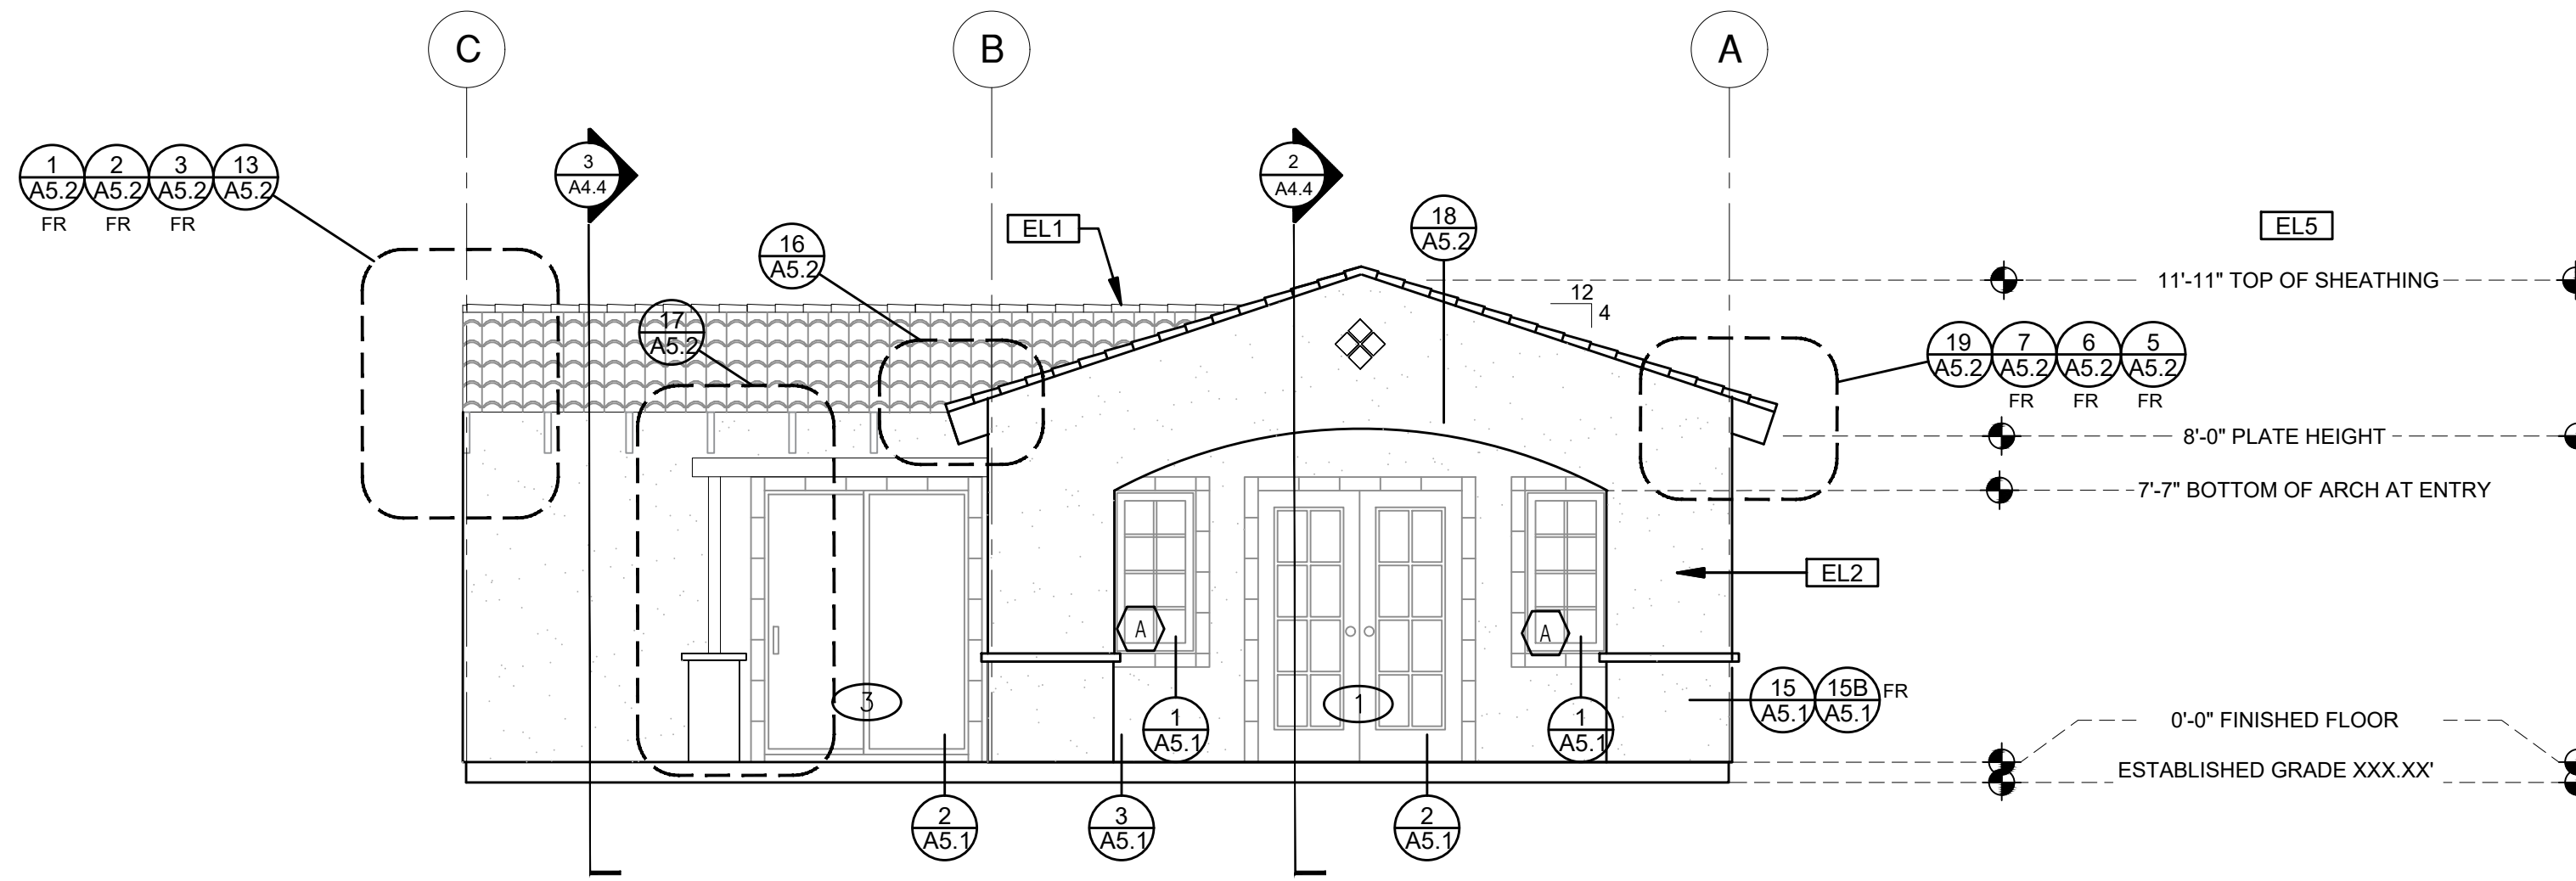 C
B
A
1
A5.2
FR
2
A5.2
FR
3
A5.2
FR
13
A5.2
3
A4.4
2
A4.4
16
A5.2
EL1
18
A5.2
EL5
11'-11" TOP OF SHEATHING
12
4
17
A5.2
19
A5.2
7
A5.2
FR
6
A5.2
FR
5
A5.2
FR
8'-0" PLATE HEIGHT
7'-7" BOTTOM OF ARCH AT ENTRY
EL2
A
A
3
1
1
A5.1
1
A5.1
15
A5.1
15B
A5.1
FR
0'-0" FINISHED FLOOR
ESTABLISHED GRADE XXX.XX'
2
A5.1
3
A5.1
2
A5.1